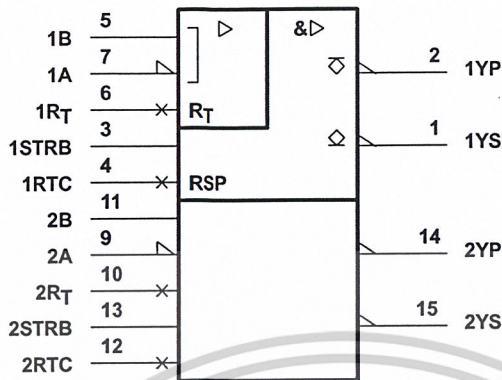 1B 5 &
1A 7 2 1YP
1RT 6 RT
1STRB 3 1 1YS
1RTC 4 RSP
2B 11
2A 9 14 2YP
2RT 10
2STRB 13 15 2YS
2RTC 12